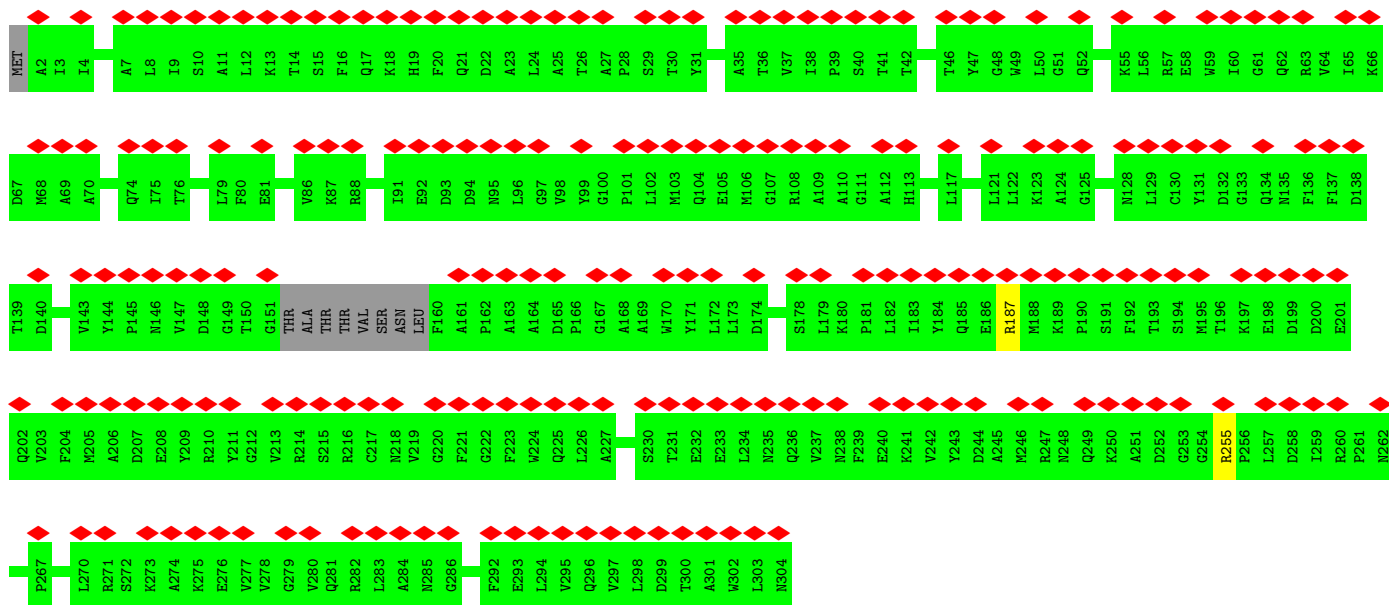 MET A2 I3 I4 A7 L8 I9 S10 A11 L12 K13 T14 S15 F16 Q17 K18 H19 F20 Q21 D22 A23 L24 A25 T26 A27 P28 S29 T30 Y31 A35 T36 V37 I38 P39 S40 T41 T42 T46 Y47 G48 W49 L50 G51 Q52 K55 L56 R57 E58 W59 I60 G61 Q62 R63 V64 I65 K66
D67 M68 A69 A70 Q74 I75 T76 L79 F80 E81 V86 K87 R88 I91 E92 D93 D94 N95 L96 G97 V98 Y99 G100 P101 L102 M103 Q104 E105 M106 G107 R108 A109 A110 G111 A112 H113 L117 L121 L122 K123 A124 G125 N128 L129 C130 Y131 D132 G133 Q134 N135 F136 F137 D138
T139 D140 V143 Y144 P145 N146 V147 D148 G149 T150 G151 THR ALA THR THR VAL SER ASN LEU F160 A161 P162 A163 A164 D165 P166 G167 A168 A169 W170 Y171 L172 L173 D174 S178 L179 K180 P181 L182 I183 Y184 Q185 E186 R187 M188 K189 P190 S191 F192 T193 S194 M195 T196 K197 E198 D199 D200 E201
Q202 V203 F204 M205 A206 D207 E208 Y209 R210 Y211 G212 V213 R214 S215 R216 C217 N218 V219 G220 F221 G222 F223 W224 Q225 L226 A227 S230 T231 E232 E233 L234 N235 Q236 V237 N238 F239 E240 K241 V242 Y243 D244 A245 M246 R247 N248 Q249 K250 A251 D252 G253 G254 R255 P256 L257 D258 I259 R260 P261 N262
P267 L270 R271 S272 K273 A274 K275 E276 V277 V278 G279 V280 Q281 R282 L283 A284 N285 G286 F292 E293 L294 V295 Q296 V297 L298 D299 T300 A301 W302 L303 N304